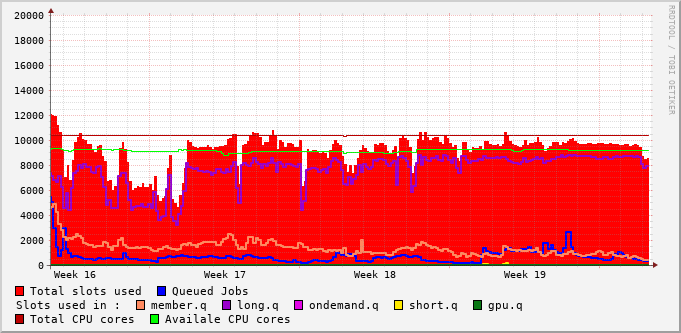 20000
18000
16000
14000
12000
10000
8000
6000
4000
2000
0
RRDTOOL / TOBI OETIKER
Week 16 Week 17 Week 18 Week 19
Total slots used Queued Jobs
Slots used in : member.q long.q ondemand.q short.q gpu.q
Total CPU cores Availale CPU cores